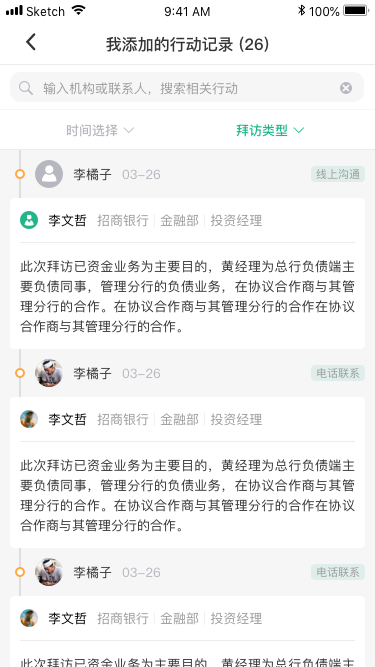 Sketch 9:41 AM 100%
我添加的行动记录 (26)
输入机构或联系人，搜索相关行动
时间选择 拜访类型
李橘子 03-26 线上沟通
李文哲 招商银行 金融部 投资经理
此次拜访已资金业务为主要目的，黄经理为总行负债端主
要负债同事，管理分行的负债业务，在协议合作商与其管
理分行的合作。在协议合作商与其管理分行的合作在协议
合作商与其管理分行的合作。
李橘子 03-26 电话联系
李文哲 招商银行 金融部 投资经理
此次拜访已资金业务为主要目的，黄经理为总行负债端主
要负债同事，管理分行的负债业务，在协议合作商与其管
理分行的合作。在协议合作商与其管理分行的合作在协议
合作商与其管理分行的合作。
李橘子 03-26 电话联系
李文哲 招商银行 金融部 投资经理
此次拜访已资金业务为主要目的，黄经理为总行负债端主